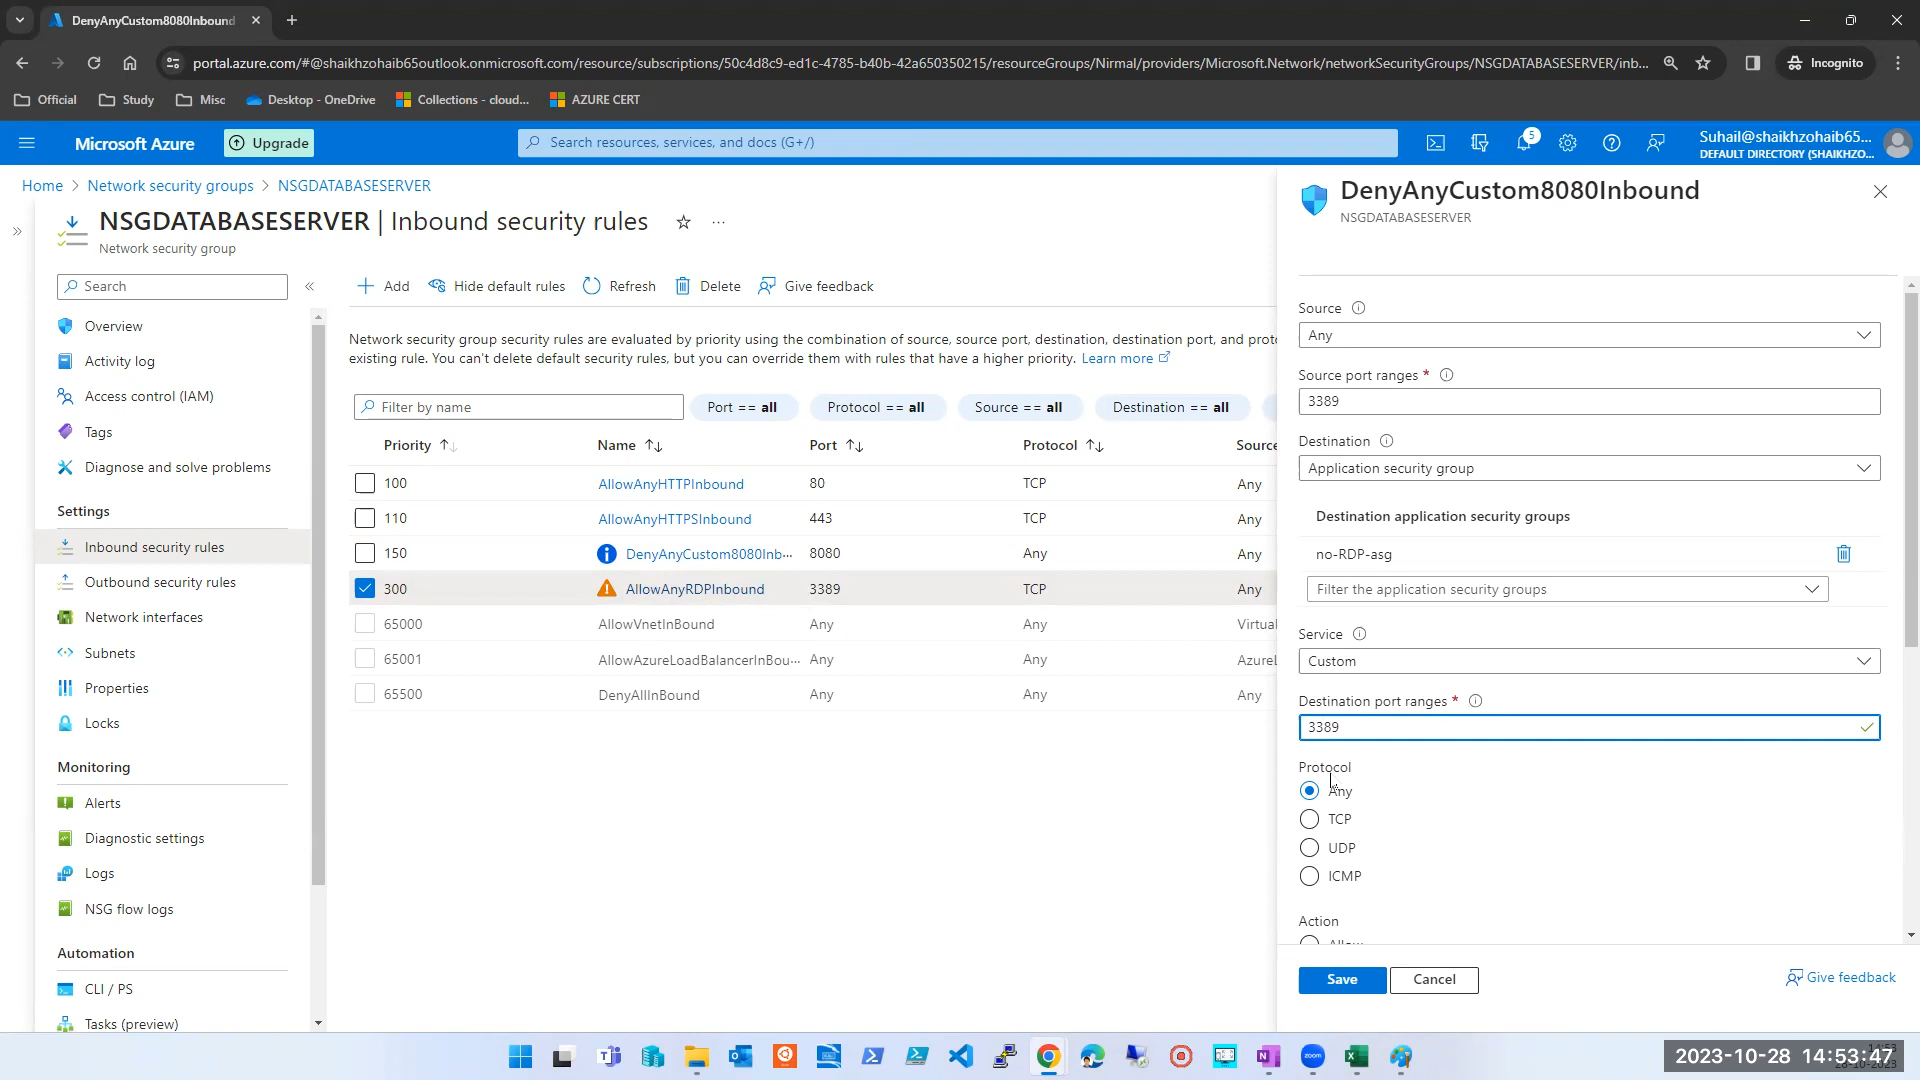 DenyAnyCustom8080Inbound
portal.azure.com/#@shaikhzohaib65outlook.onmicrosoft.com/resource/subscriptions/50c4d8c9-ed1c-4785-b40b-42a650350215/resourceGroups/Nirmal/providers/Microsoft.Network/networkSecurityGroups/NSGDATABASESERVER/inb...
Incognito
Official
Study
Misc
Desktop - OneDrive
Collections - cloud...
AZURE CERT
Microsoft Azure
Upgrade
Search resources, services, and docs (G+/)
5
Suhail@shaikhzohaib65...
DEFAULT DIRECTORY (SHAIKHZO...
Home > Network security groups > NSGDATABASESERVER
NSGDATABASESERVER | Inbound security rules
Network security group
Search
Overview
Activity log
Access control (IAM)
Tags
Diagnose and solve problems
Settings
Inbound security rules
Outbound security rules
Network interfaces
Subnets
Properties
Locks
Monitoring
Alerts
Diagnostic settings
Logs
NSG flow logs
Automation
CLI / PS
Tasks (preview)
Add
Hide default rules
Refresh
Delete
Give feedback
Network security group security rules are evaluated by priority using the combination of source, source port, destination, destination port, and proto
existing rule. You can't delete default security rules, but you can override them with rules that have a higher priority. Learn more
Filter by name
Port == all
Protocol == all
Source == all
Destination == all
Priority Name Port Protocol Source
100 AllowAnyHTTPInbound 80 TCP Any
110 AllowAnyHTTPSInbound 443 TCP Any
150 DenyAnyCustom8080Inb... 8080 Any Any
300 AllowAnyRDPInbound 3389 TCP Any
65000 AllowVnetInBound Any Any Virtual
65001 AllowAzureLoadBalancerInBou... Any Any AzureL
65500 DenyAllInBound Any Any Any
DenyAnyCustom8080Inbound
NSGDATABASESERVER
Source
Any
Source port ranges *
3389
Destination
Application security group
Destination application security groups
no-RDP-asg
Filter the application security groups
Service
Custom
Destination port ranges *
3389
Protocol
Any
TCP
UDP
ICMP
Action
Allow
Save
Cancel
Give feedback
zoom
2023-10-28 14:53:47